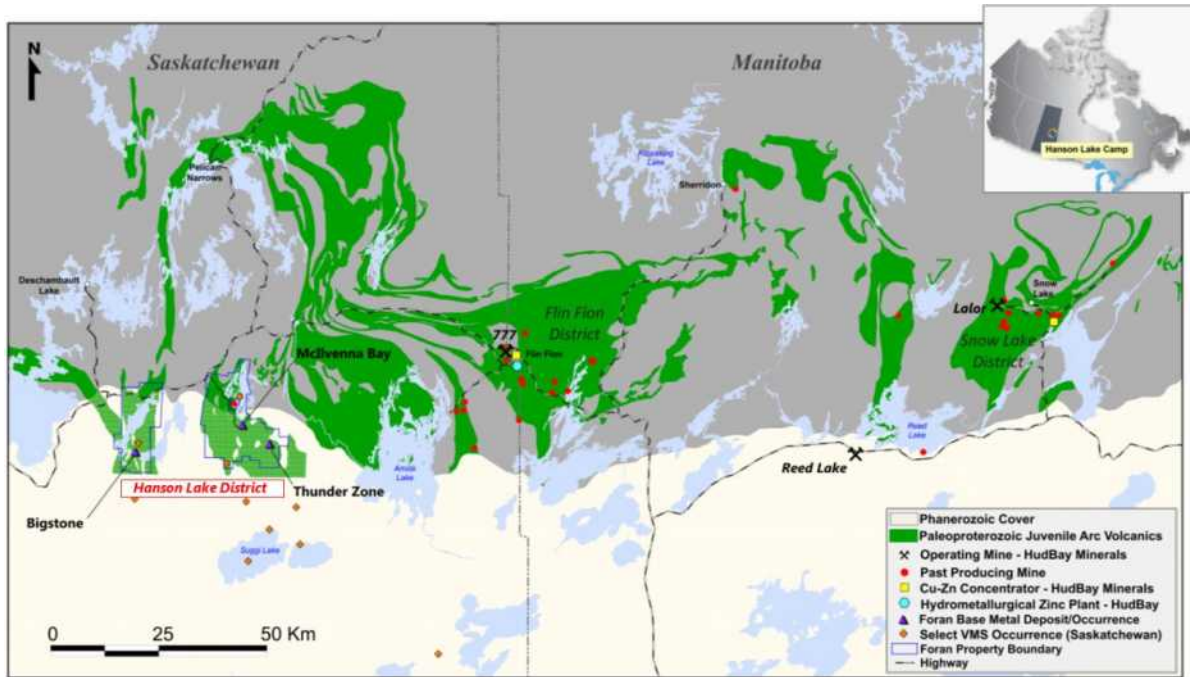 N
Saskatchewan
Manitoba
Hanson Lake Camp
Pelican
Narrows
Sherridon
Deschambault
Lake
Snow
Lake
Lalor
Snow Lake
District
Flin Flon
District
777
Flin Flon
McIlvenna Bay
Amisk
Lake
Reed
Lake
Reed Lake
Hanson Lake District
Thunder Zone
Bigstone
Suggi Lake
0 25 50 Km
Phanerozoic Cover
Paleoproterozoic Juvenile Arc Volcanics
Operating Mine - HudBay Minerals
Past Producing Mine
Cu-Zn Concentrator - HudBay Minerals
Hydrometallurgical Zinc Plant - HudBay
Foran Base Metal Deposit/Occurrence
Select VMS Occurrence (Saskatchewan)
Foran Property Boundary
Highway